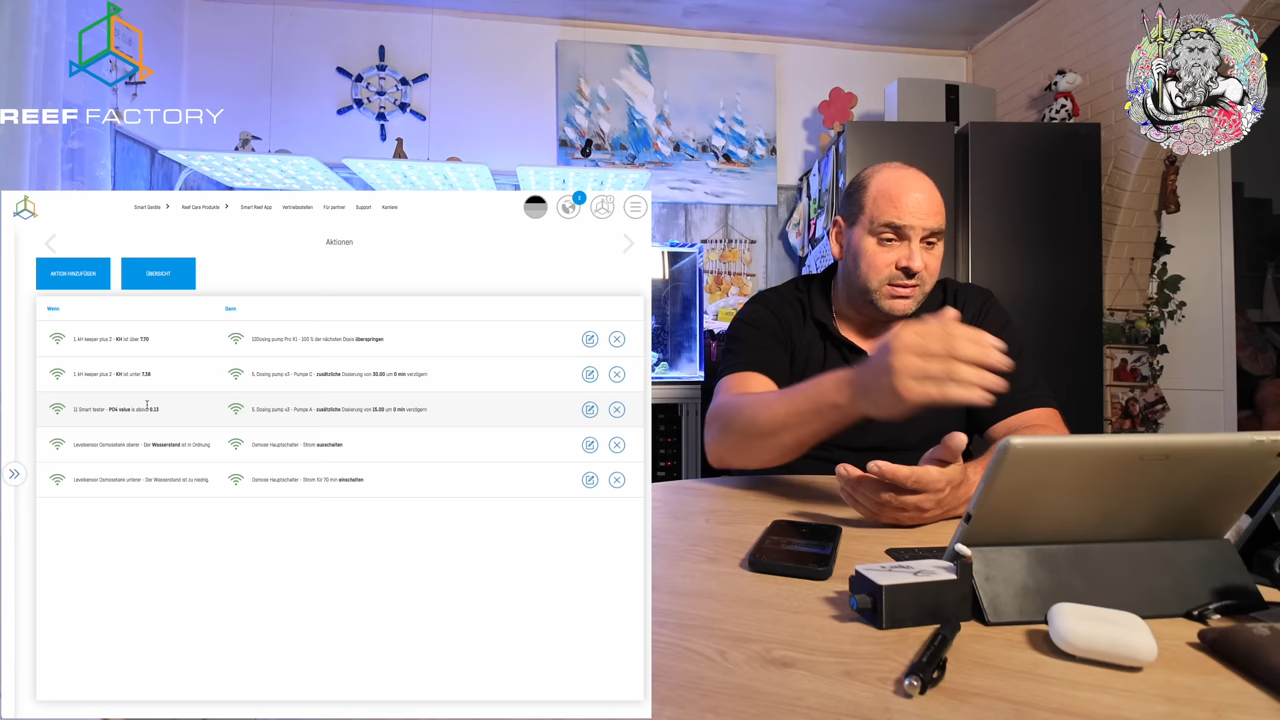 REEF FACTORY
Smart Geräte
Reef Care Produkte
Smart Reef App
Vertriebsstellen
Für partner
Support
Karriere
2
Aktionen
AKTION HINZUFÜGEN
ÜBERSICHT
Wenn
Dann
1. kH keeper plus 2 - KH ist über 7.70
12Dosing pump Pro X1 - 100 % der nächsten Dosis überspringen
1. kH keeper plus 2 - KH ist unter 7.38
5. Dosing pump x3 - Pumpe C - zusätzliche Dosierung von 30.00 um 0 min verzögern
11 Smart tester - PO4 value is above 0.13
5. Dosing pump x3 - Pumpe A - zusätzliche Dosierung von 15.00 um 0 min verzögern
Levelsensor Osmosetank oberer - Der Wasserstand ist in Ordnung
Osmose Hauptschalter - Strom ausschalten
Levelsensor Osmosetank unterer - Der Wasserstand ist zu niedrig.
Osmose Hauptschalter - Strom für 70 min einschalten